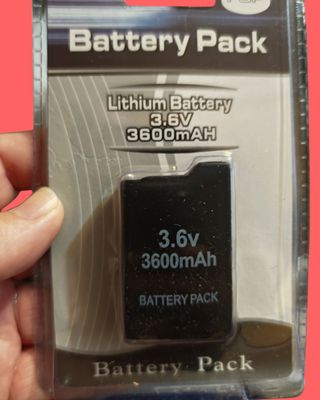 Battery Pack
Lithium Battery
3.6V
3600mAH
3.6v
3600mAh
BATTERY PACK
Battery Pack